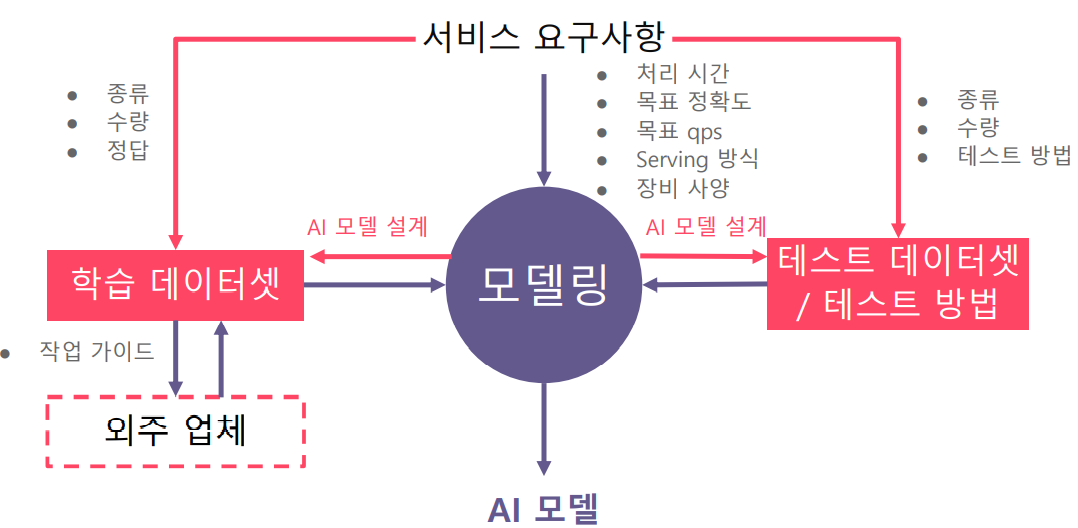 서비스 요구사항
● 종류
● 수량
● 정답
● 처리 시간
● 목표 정확도
● 목표 qps
● Serving 방식
● 장비 사양
● 종류
● 수량
● 테스트 방법
AI 모델 설계
AI 모델 설계
학습 데이터셋
모델링
테스트 데이터셋
/ 테스트 방법
● 작업 가이드
외주 업체
AI 모델